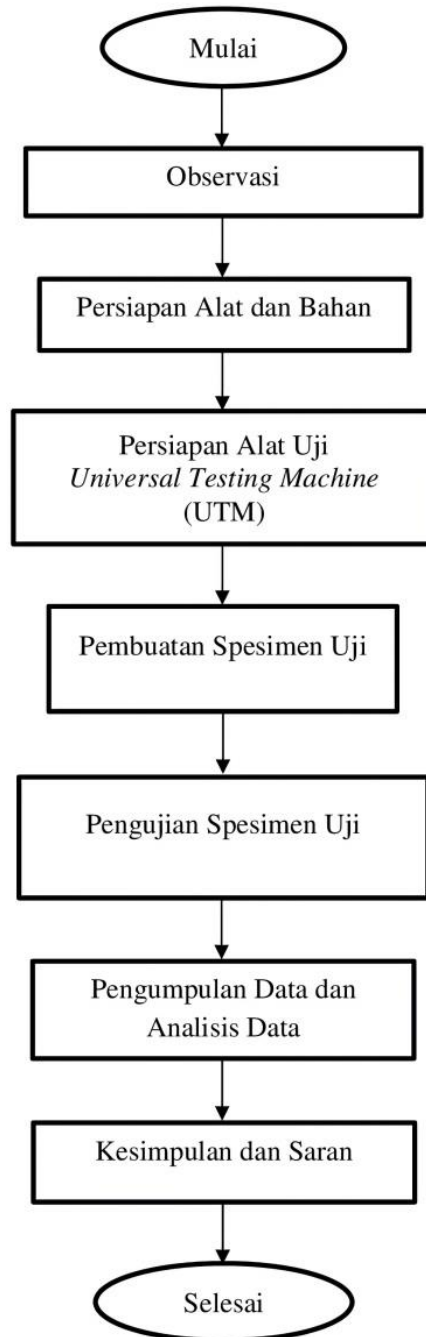 Mulai
Observasi
Persiapan Alat dan Bahan
Persiapan Alat Uji
Universal Testing Machine
(UTM)
Pembuatan Spesimen Uji
Pengujian Spesimen Uji
Pengumpulan Data dan
Analisis Data
Kesimpulan dan Saran
Selesai